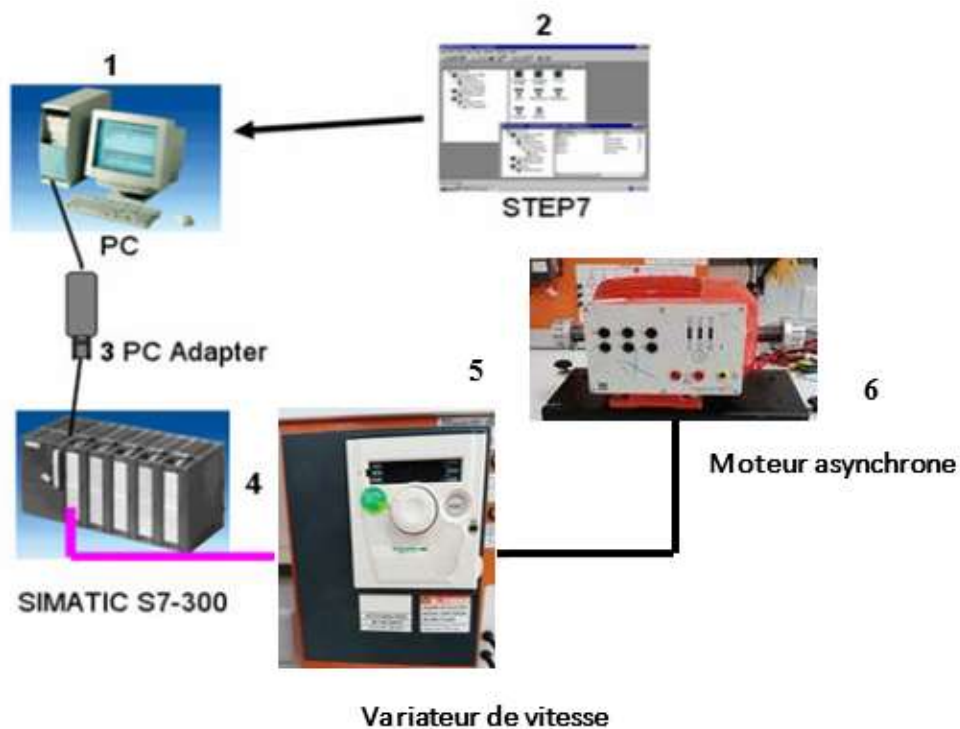 1
2
STEP7
PC
3 PC Adapter
5
6
Moteur asynchrone
4
SIMATIC S7-300
Variateur de vitesse